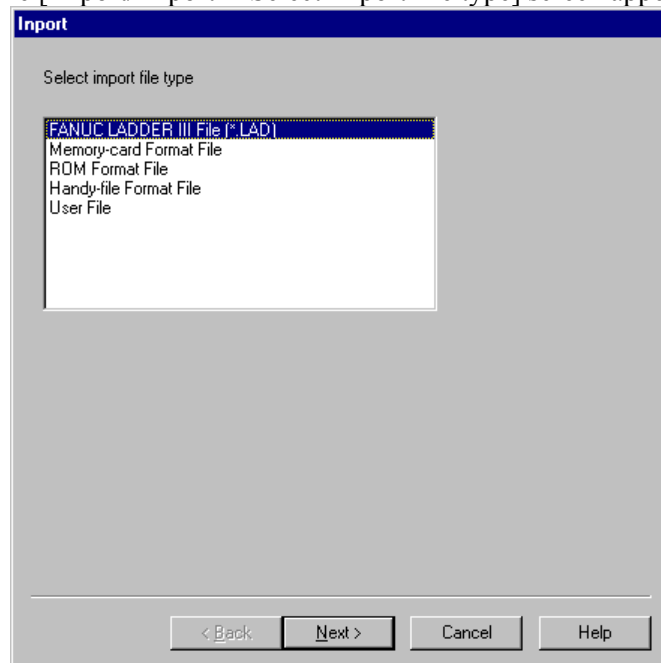 Inport
Select import file type
FANUC LADDER III File (*.LAD)
Memory-card Format File
ROM Format File
Handy-file Format File
User File
< Back
Next >
Cancel
Help